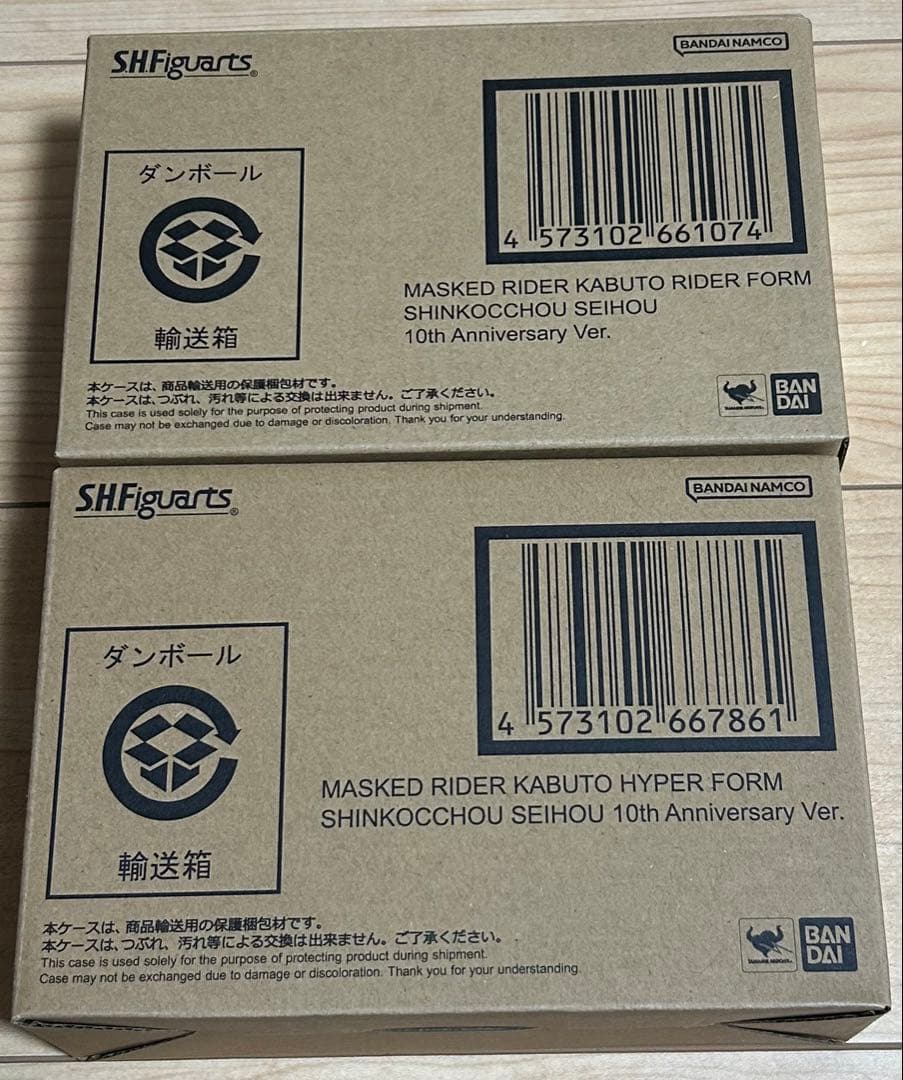 S.H.Figuarts®
BANDAI NAMCO
ダンボール
輸送箱
4 573102 661074
MASKED RIDER KABUTO RIDER FORM
SHINKOCCHOU SEIHOU
10th Anniversary Ver.
本ケースは、商品輸送用の保護梱包材です。
本ケースは、つぶれ、汚れ等による交換は出来ません。ご了承ください。
This case is used solely for the purpose of protecting product during shipment.
Case may not be exchanged due to damage or discoloration. Thank you for your understanding.
BAN
DAI
S.H.Figuarts®
BANDAI NAMCO
ダンボール
輸送箱
4 573102 667861
MASKED RIDER KABUTO HYPER FORM
SHINKOCCHOU SEIHOU 10th Anniversary Ver.
本ケースは、商品輸送用の保護梱包材です。
本ケースは、つぶれ、汚れ等による交換は出来ません。ご了承ください。
This case is used solely for the purpose of protecting product during shipment.
Case may not be exchanged due to damage or discoloration. Thank you for your understanding.
BAN
DAI